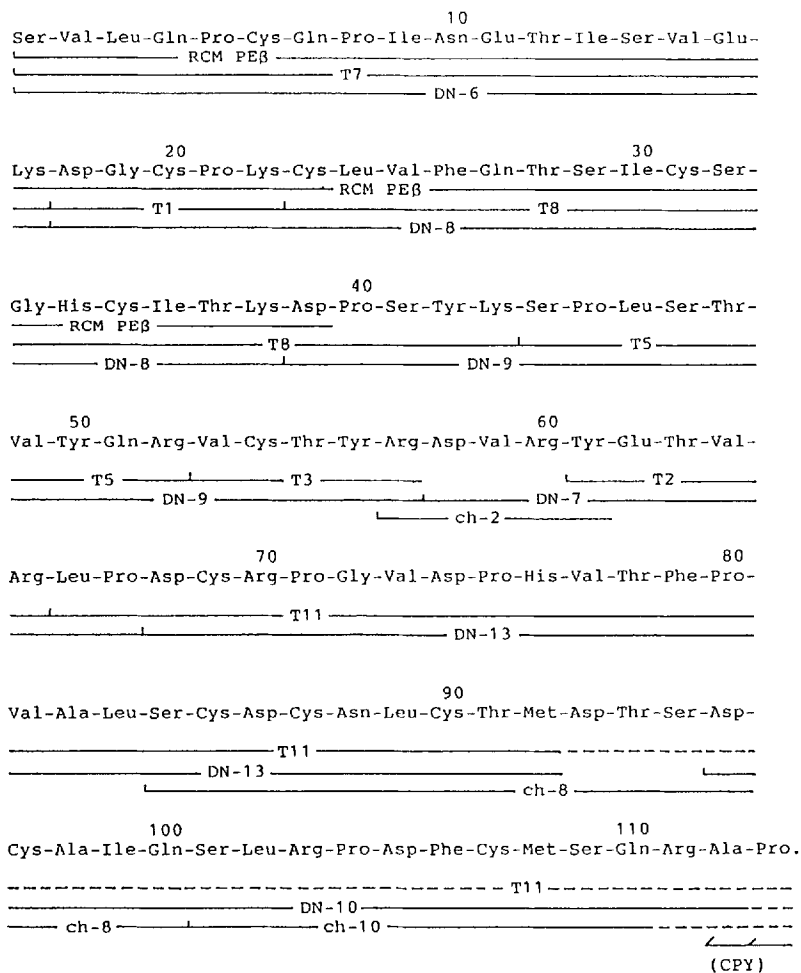 10
Ser-Val-Leu-Gln-Pro-Cys-Gln-Pro-Ile-Asn-Glu-Thr-Ile-Ser-Val-Glu-
RCM PEβ
T7
DN-6
20 30
Lys-Asp-Gly-Cys-Pro-Lys-Cys-Leu-Val-Phe-Gln-Thr-Ser-Ile-Cys-Ser-
RCM PEβ
T1 T8
DN-8
40
Gly-His-Cys-Ile-Thr-Lys-Asp-Pro-Ser-Tyr-Lys-Ser-Pro-Leu-Ser-Thr-
RCM PEβ
T8 T5
DN-8 DN-9
50 60
Val-Tyr-Gln-Arg-Val-Cys-Thr-Tyr-Arg-Asp-Val-Arg-Tyr-Glu-Thr-Val-
T5 T3 T2
DN-9 DN-7
ch-2
70 80
Arg-Leu-Pro-Asp-Cys-Arg-Pro-Gly-Val-Asp-Pro-His-Val-Thr-Phe-Pro-
T11
DN-13
90
Val-Ala-Leu-Ser-Cys-Asp-Cys-Asn-Leu-Cys-Thr-Met-Asp-Thr-Ser-Asp-
T11
DN-13
ch-8
100 110
Cys-Ala-Ile-Gln-Ser-Leu-Arg-Pro-Asp-Phe-Cys-Met-Ser-Gln-Arg-Ala-Pro.
T11
DN-10
ch-8 ch-10
(CPY)